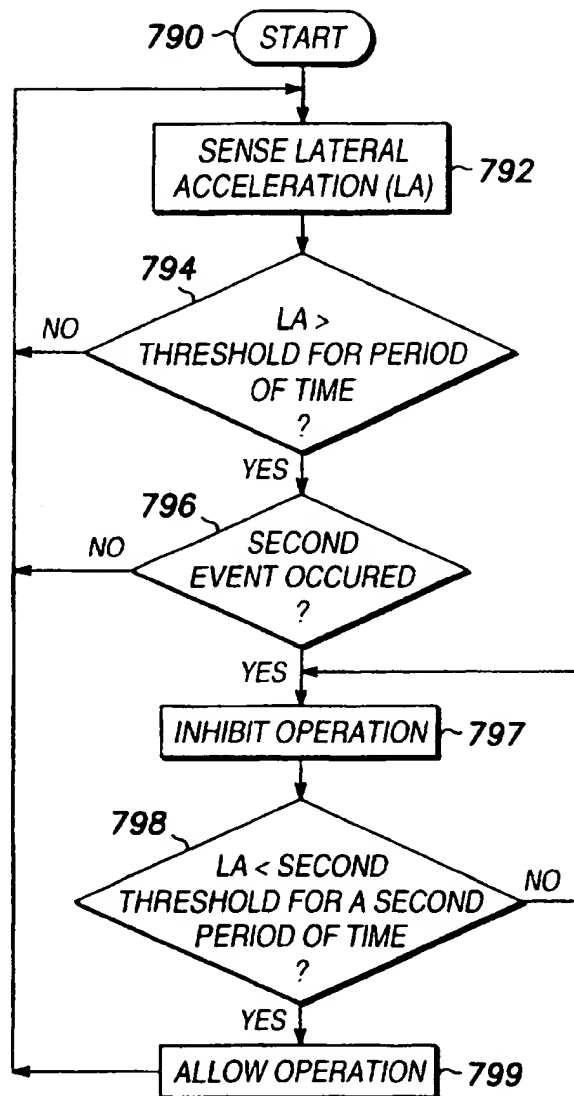 790 START
SENSE LATERAL
ACCELERATION (LA)
792
794
NO
LA >
THRESHOLD FOR PERIOD
OF TIME
?
YES
796
NO
SECOND
EVENT OCCURED
?
YES
INHIBIT OPERATION
797
798
LA < SECOND
THRESHOLD FOR A SECOND
PERIOD OF TIME
?
NO
YES
ALLOW OPERATION
799